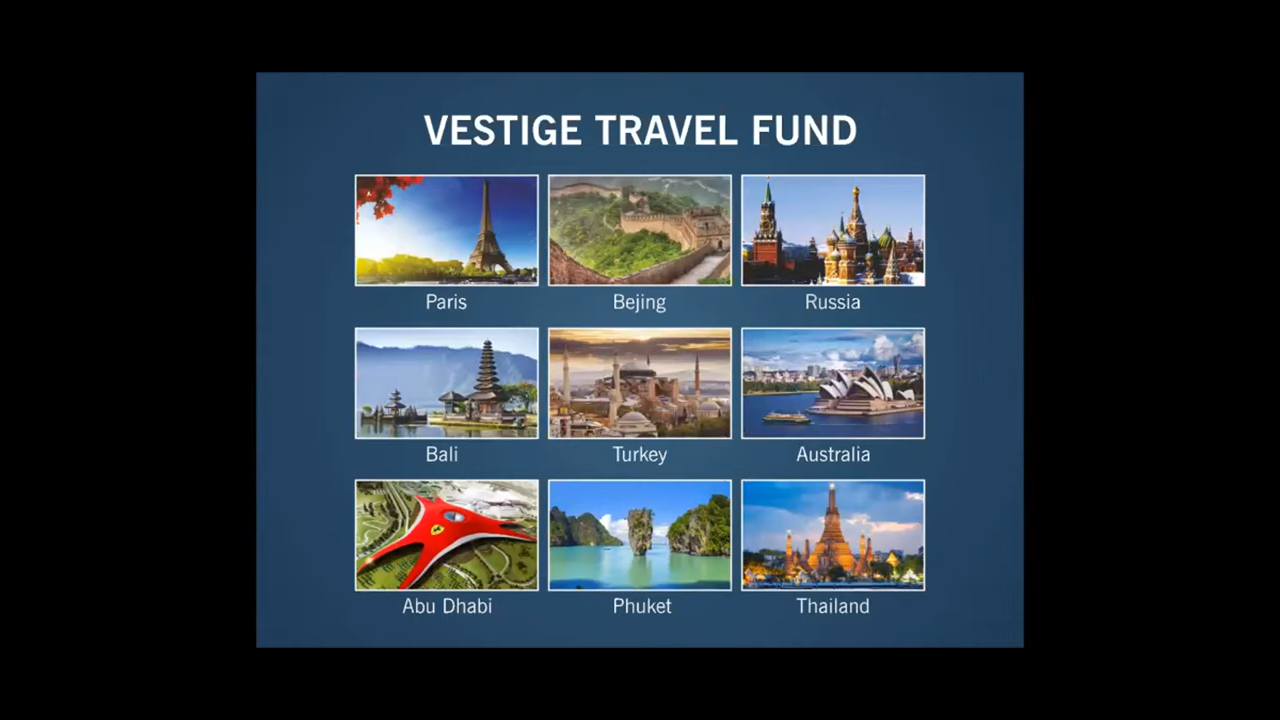 VESTIGE TRAVEL FUND
Paris
Bejing
Russia
Bali
Turkey
Australia
Abu Dhabi
Phuket
Thailand